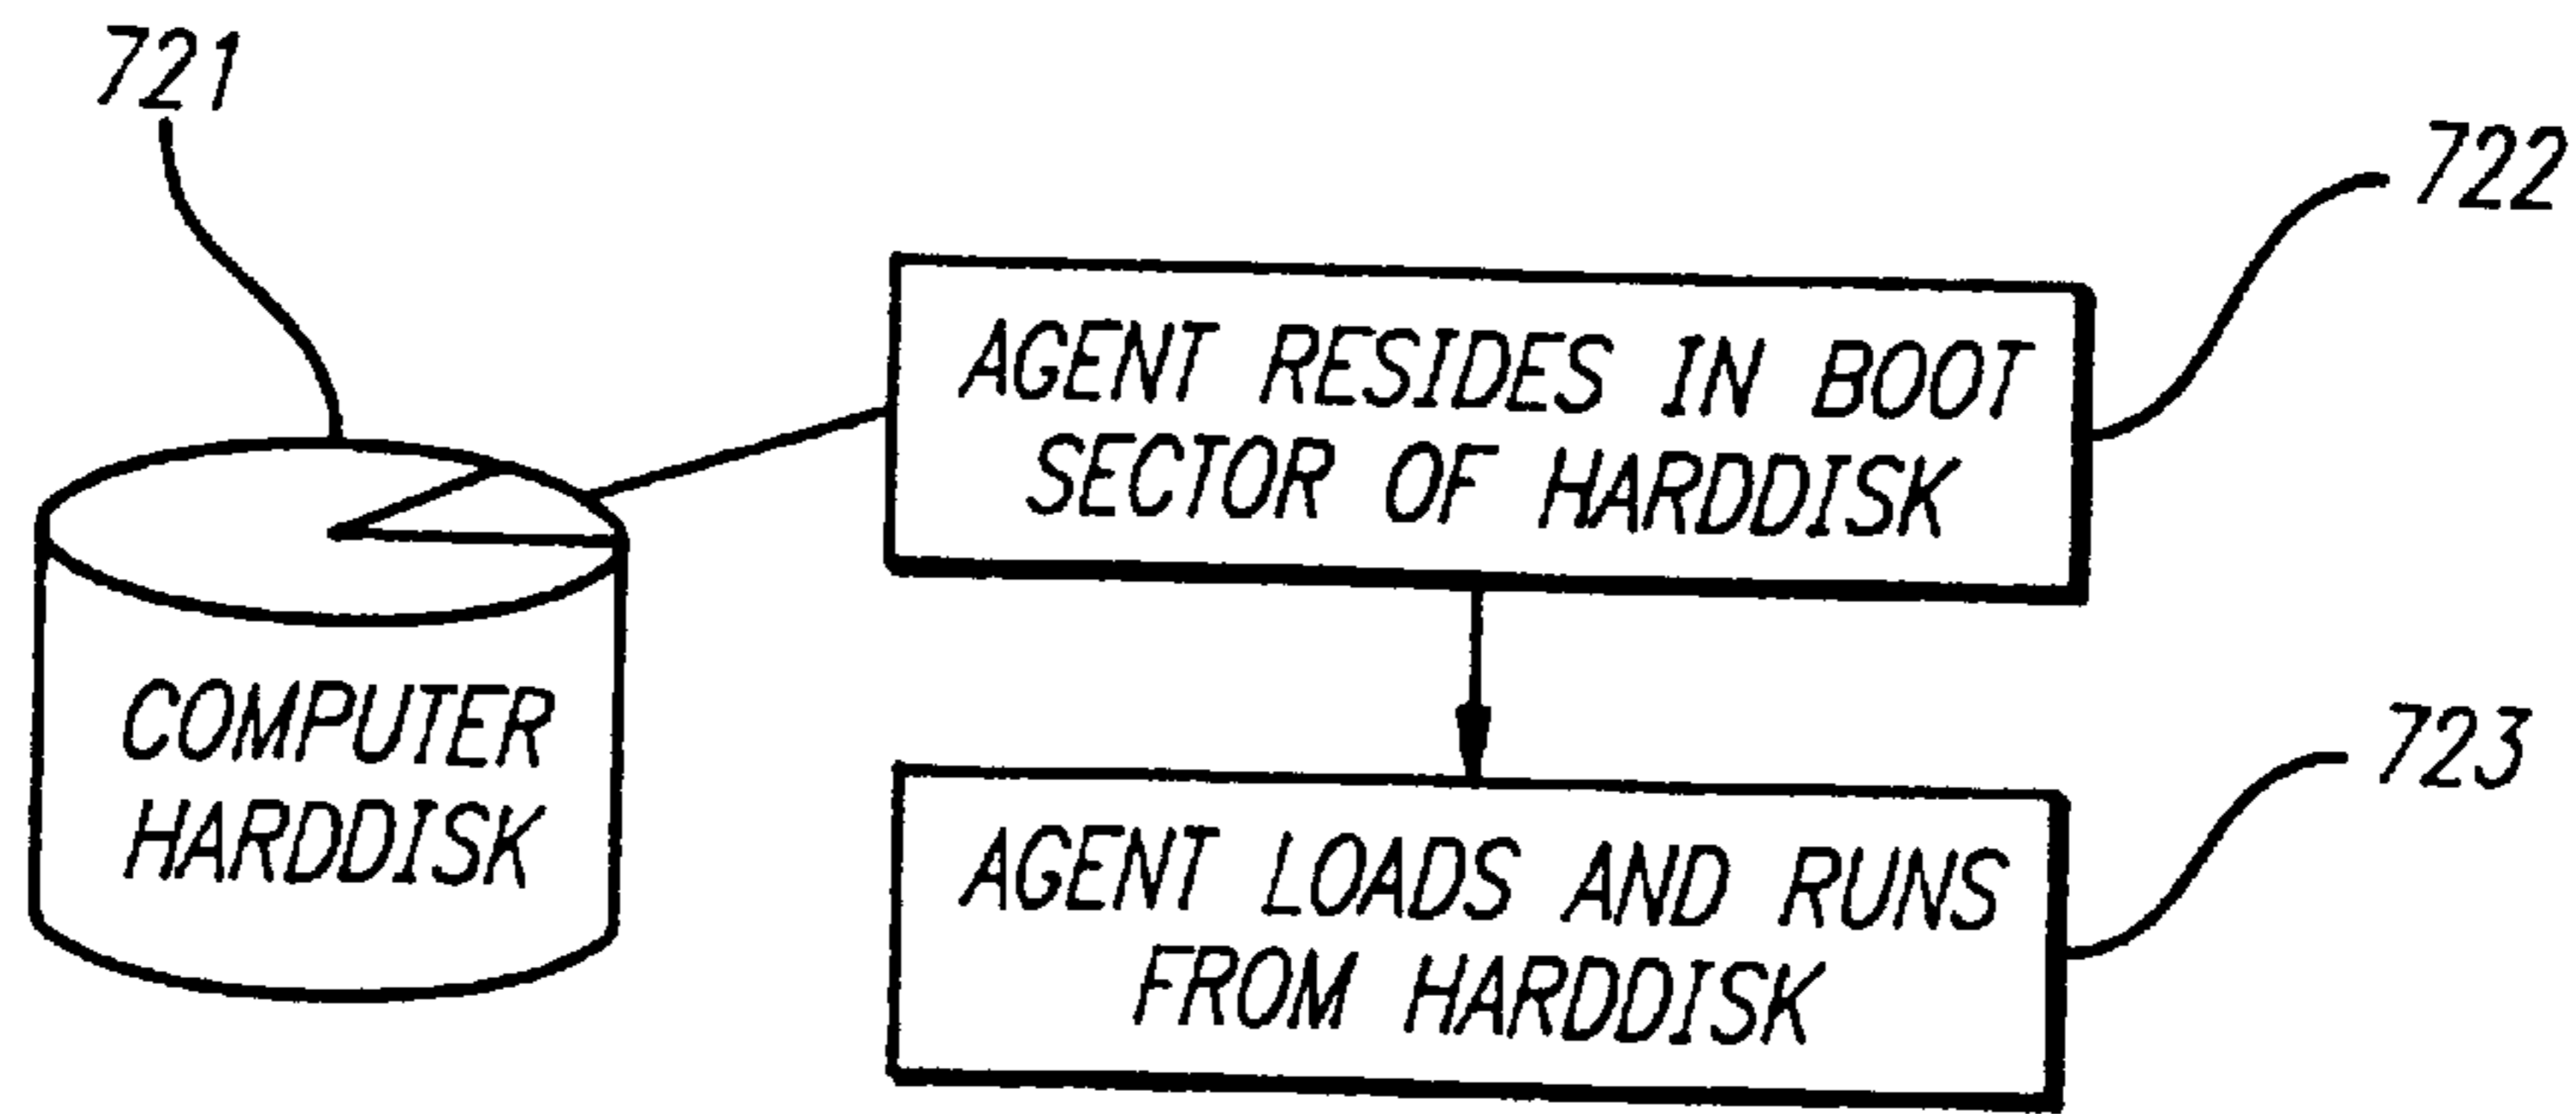 721
722
AGENT RESIDES IN BOOT
SECTOR OF HARDDISK
COMPUTER
HARDDISK
723
AGENT LOADS AND RUNS
FROM HARDDISK